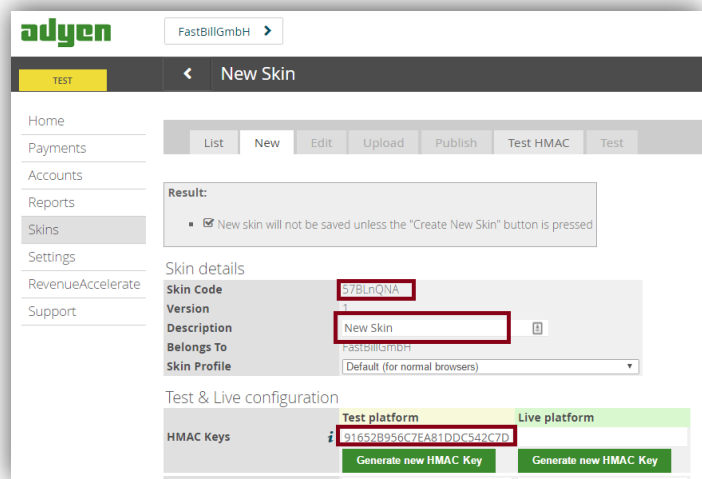 adyen
FastBillGmbH
TEST
New Skin
Home
Payments
Accounts
Reports
Skins
Settings
RevenueAccelerate
Support
List New Edit Upload Publish Test HMAC Test
Result:
New skin will not be saved unless the "Create New Skin" button is pressed
Skin details
Skin Code 57BLnQNA
Version 1
Description New Skin
Belongs To FastBillGmbH
Skin Profile Default (for normal browsers)
Test & Live configuration
Test platform Live platform
HMAC Keys i 91652B956C7EA81DDC542C7D
Generate new HMAC Key Generate new HMAC Key